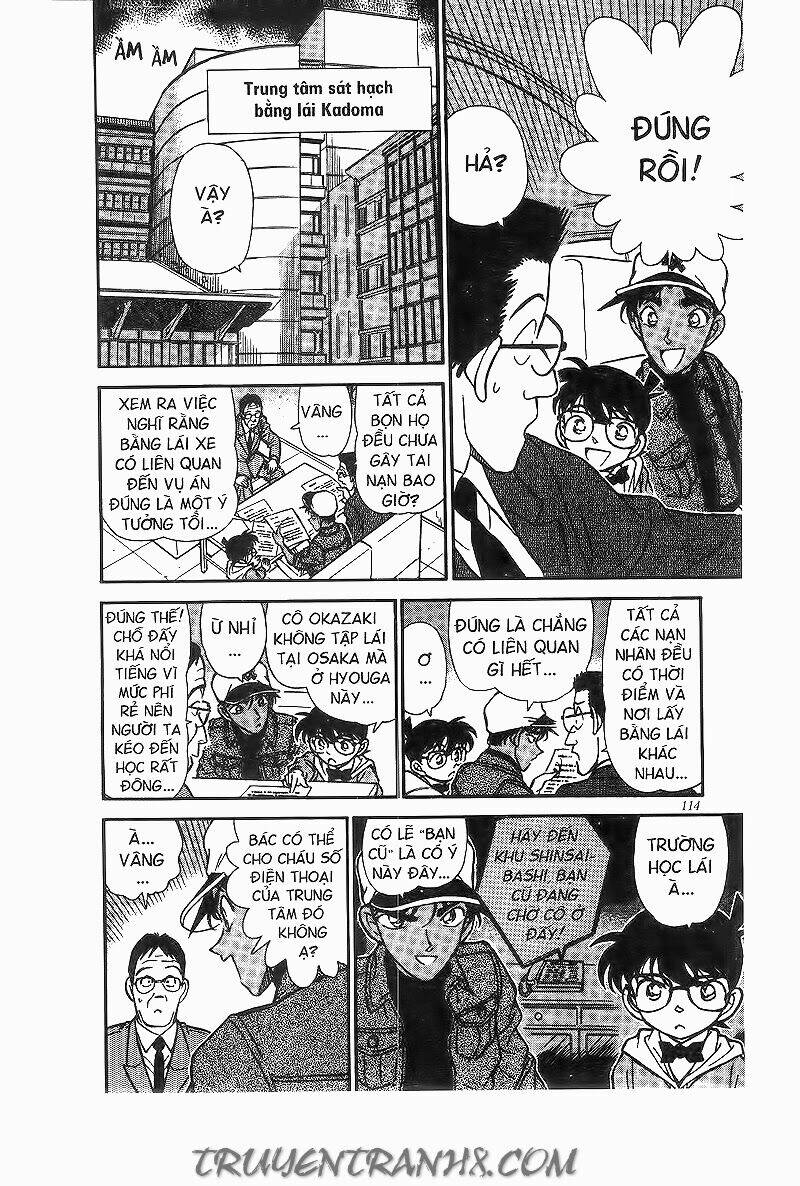 ĐÚNG
RỒI!
HẢ?
ẦM ẦM
Trung tâm sát hạch
bằng lái Kadoma
VẬY
À?
TẤT CẢ
BỌN HỌ
ĐỀU CHƯA
GÂY TAI
NẠN BAO
GIỜ?
VÂNG
...
XEM RA VIỆC
NGHĨ RẰNG
BẰNG LÁI XE
CÓ LIÊN QUAN
ĐẾN VỤ ÁN
ĐÚNG LÀ MỘT Ý
TƯỞNG TỒI...
TẤT CẢ
CÁC NẠN
NHÂN ĐỀU
CÓ THỜI
ĐIỂM VÀ
NƠI LẤY
BẰNG LÁI
KHÁC
NHAU...
ĐÚNG LÀ CHẲNG
CÓ LIÊN QUAN
GÌ HẾT...
Ơ
...
CÔ OKAZAKI
KHÔNG TẬP LÁI
TẠI OSAKA MÀ
Ở HYOUGA
NÀY...
Ừ NHỈ
...
ĐÚNG THẾ!
CHỖ ĐẤY
KHÁ NỔI
TIẾNG VÌ
MỨC PHÍ
RẺ NÊN
NGƯỜI TA
KÉO ĐẾN
HỌC RẤT
ĐÔNG...
114
TRƯỜNG
HỌC LÁI
À...
HÃY ĐẾN
KHU SHINSAI-
BASHI. BẠN
CŨ ĐANG
CHỜ CÔ Ở
ĐÂY!
CÓ LẼ "BẠN
CŨ" LÀ CÓ Ý
NÀY ĐÂY...
BÁC CÓ THỂ
CHO CHÁU SỐ
ĐIỆN THOẠI
CỦA TRUNG
TÂM ĐÓ
KHÔNG
Ạ?
À...
VÂNG
...
TRUYENTRANH8.COM